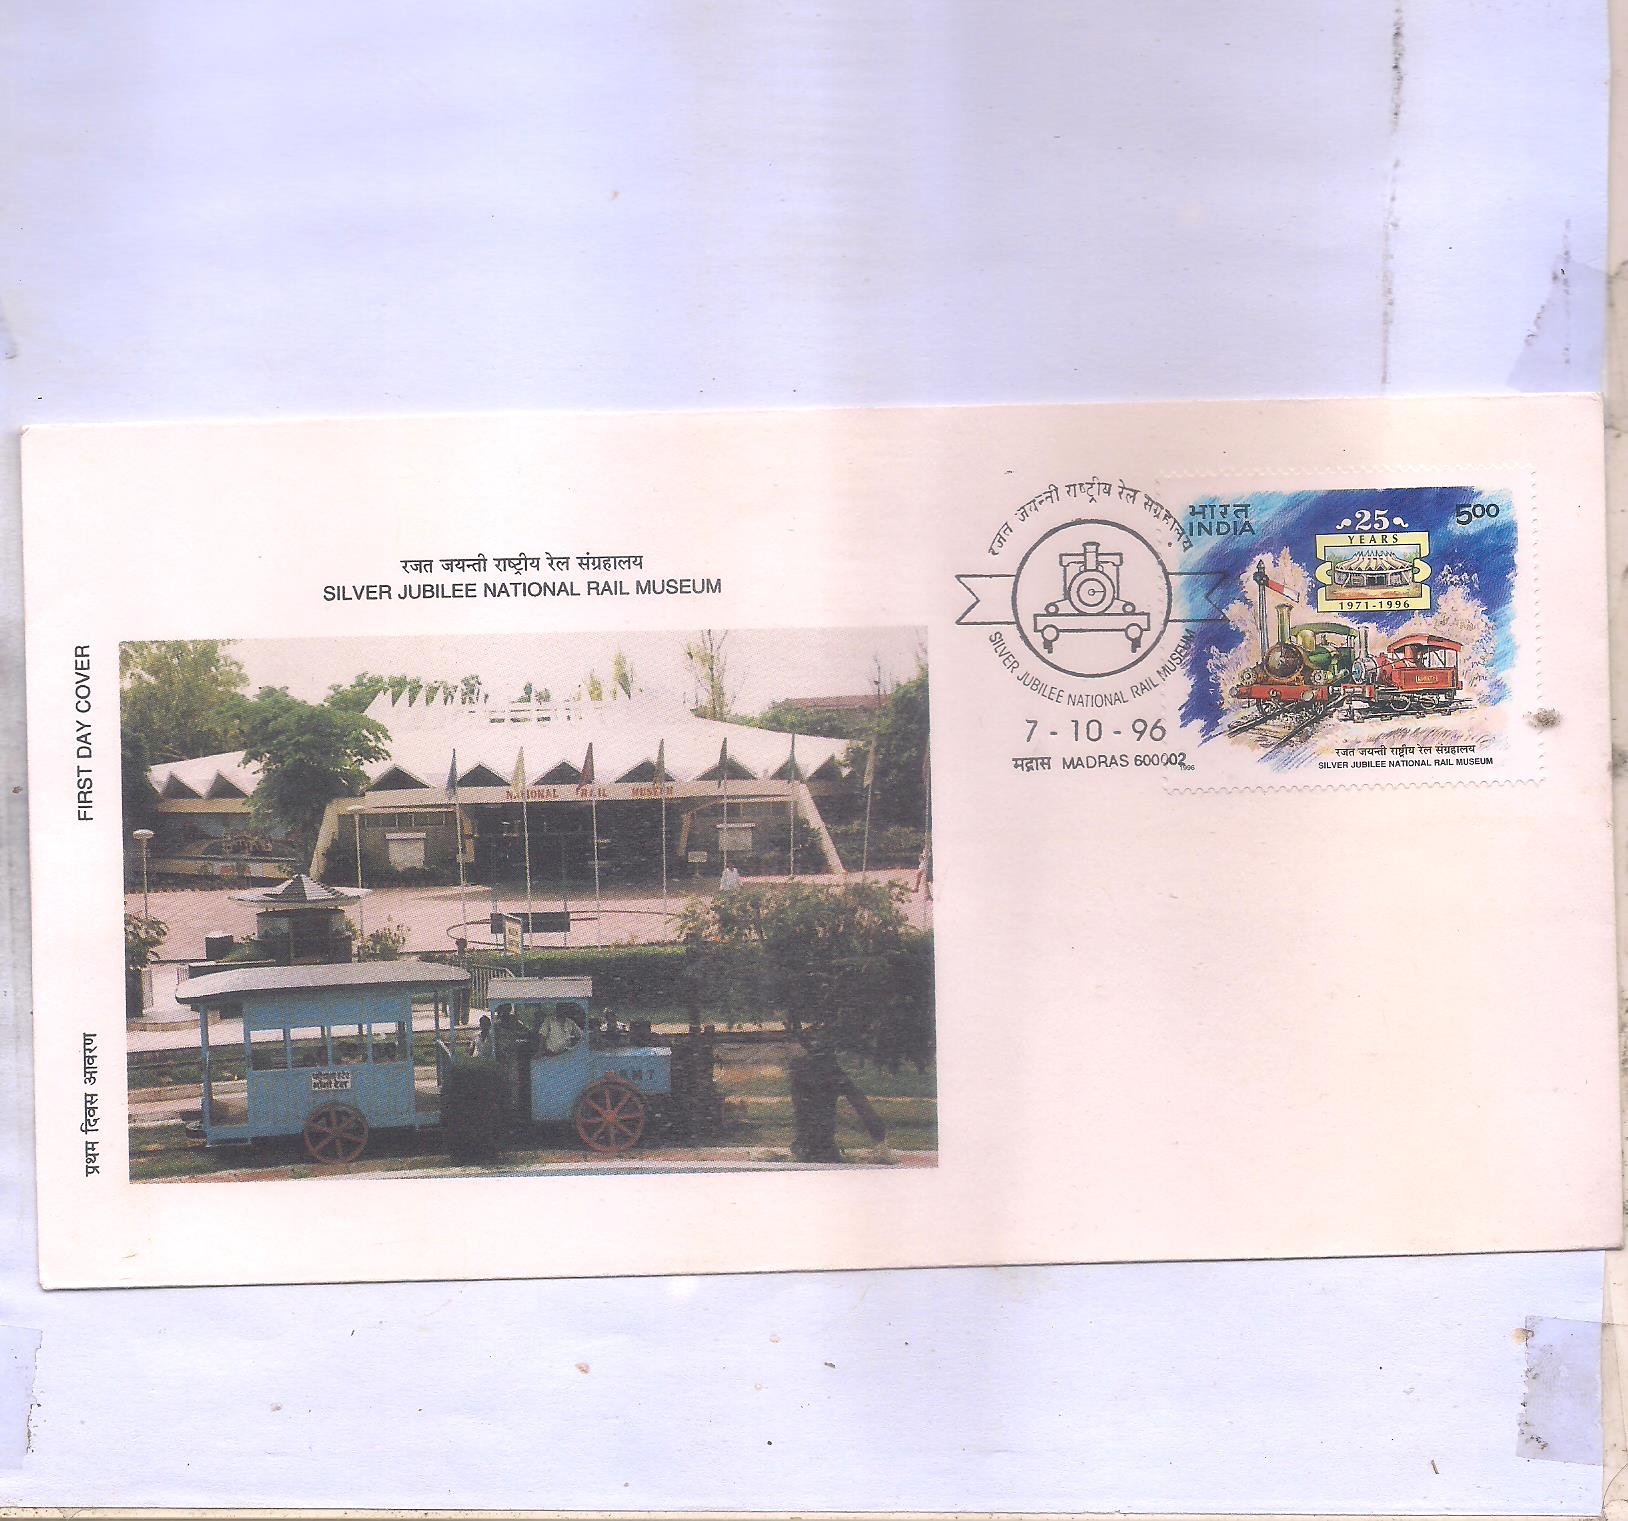 रजत जयन्ती राष्ट्रीय रेल संग्रहालय
SILVER JUBILEE NATIONAL RAIL MUSEUM
FIRST DAY COVER
प्रथम दिवस आवरण
NATIONAL RAIL MUSEUM
रजत जयन्ती राष्ट्रीय रेल संग्रहालय
SILVER JUBILEE NATIONAL RAIL MUSEUM
7 - 10 - 96
मद्रास MADRAS 600002
भारत
INDIA
500
25
YEARS
1971-1996
रजत जयन्ती राष्ट्रीय रेल संग्रहालय
SILVER JUBILEE NATIONAL RAIL MUSEUM
1996